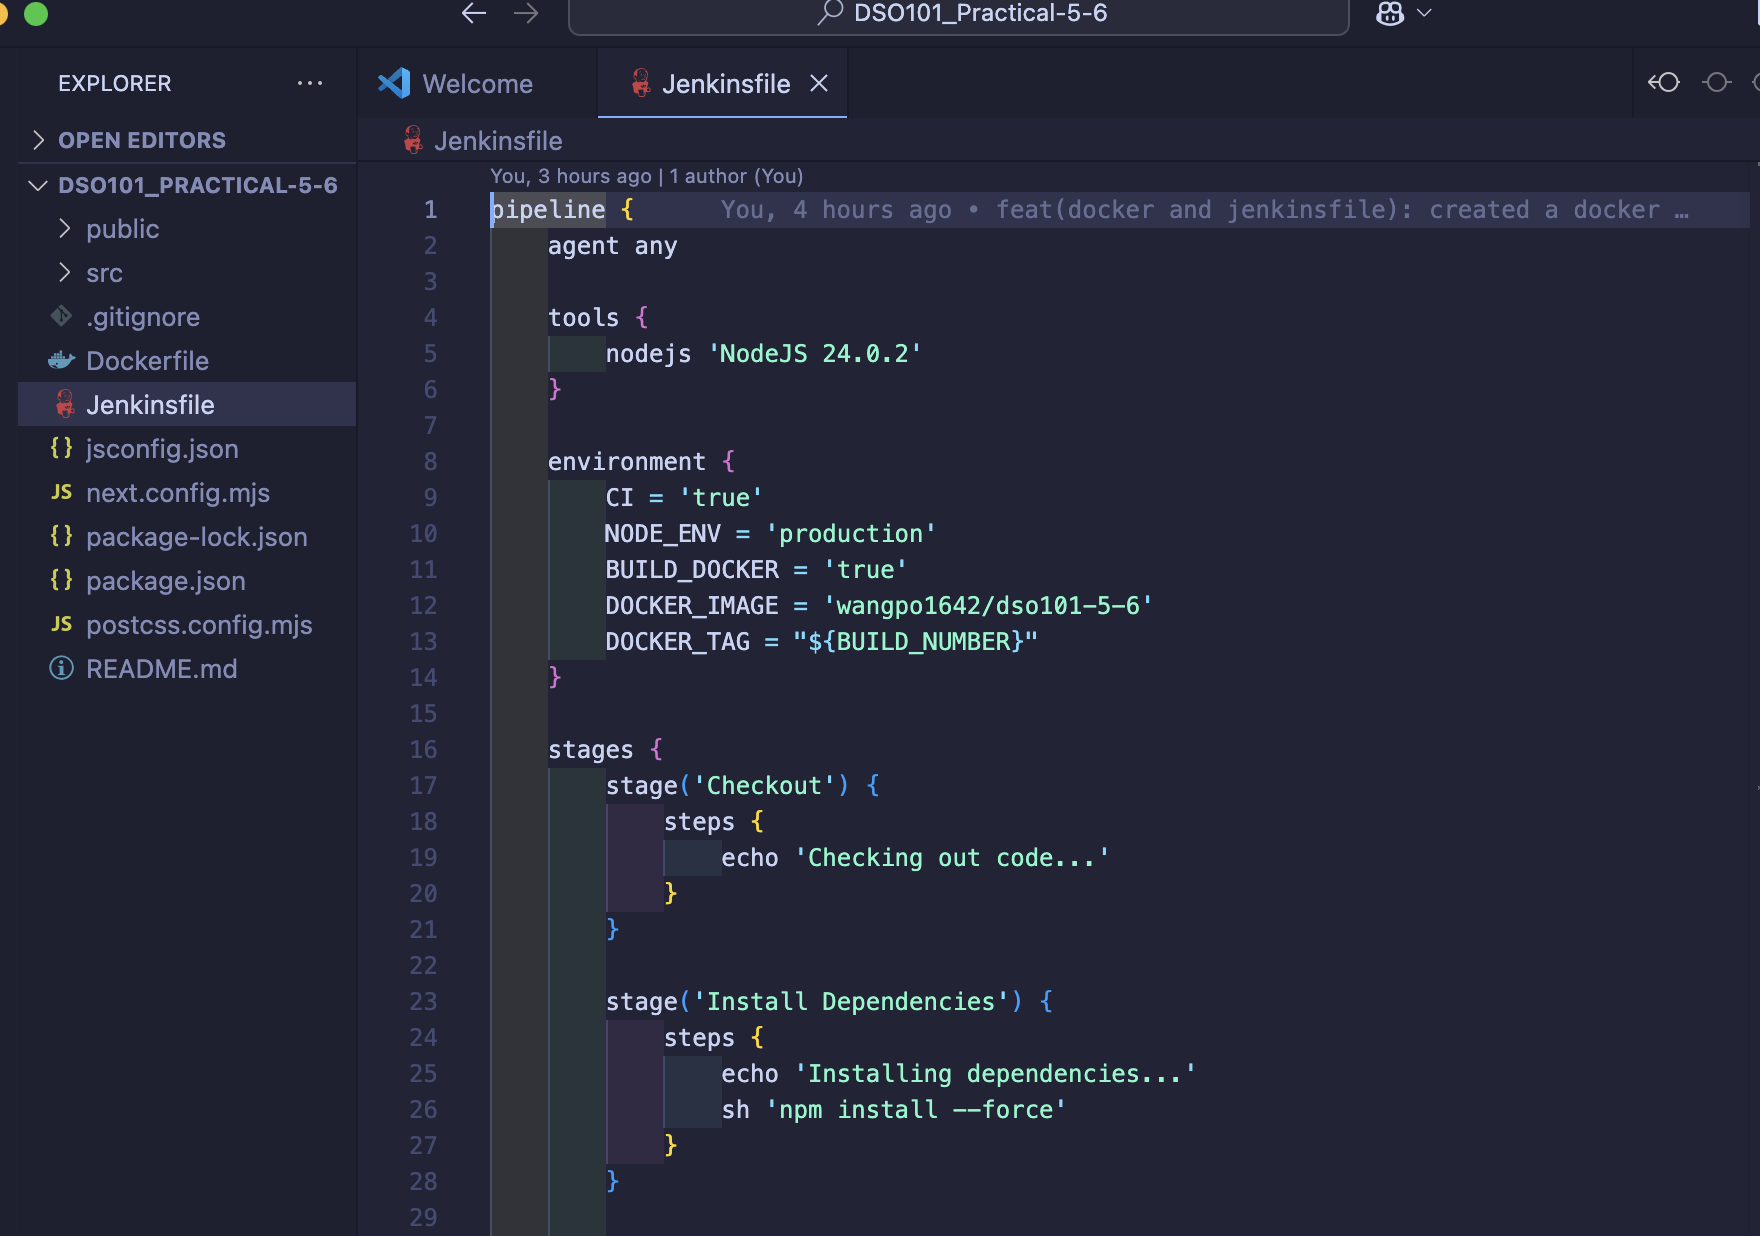 DSO101_Practical-5-6
EXPLORER
Welcome
Jenkinsfile
OPEN EDITORS
Jenkinsfile
DSO101_PRACTICAL-5-6
public
src
.gitignore
Dockerfile
Jenkinsfile
{} jsconfig.json
JS next.config.mjs
{} package-lock.json
{} package.json
JS postcss.config.mjs
README.md
You, 3 hours ago | 1 author (You)
1 pipeline { You, 4 hours ago • feat(docker and jenkinsfile): created a docker …
2 agent any
3
4 tools {
5 nodejs 'NodeJS 24.0.2'
6 }
7
8 environment {
9 CI = 'true'
10 NODE_ENV = 'production'
11 BUILD_DOCKER = 'true'
12 DOCKER_IMAGE = 'wangpo1642/dso101-5-6'
13 DOCKER_TAG = "${BUILD_NUMBER}"
14 }
15
16 stages {
17 stage('Checkout') {
18 steps {
19 echo 'Checking out code...'
20 }
21 }
22
23 stage('Install Dependencies') {
24 steps {
25 echo 'Installing dependencies...'
26 sh 'npm install --force'
27 }
28 }
29